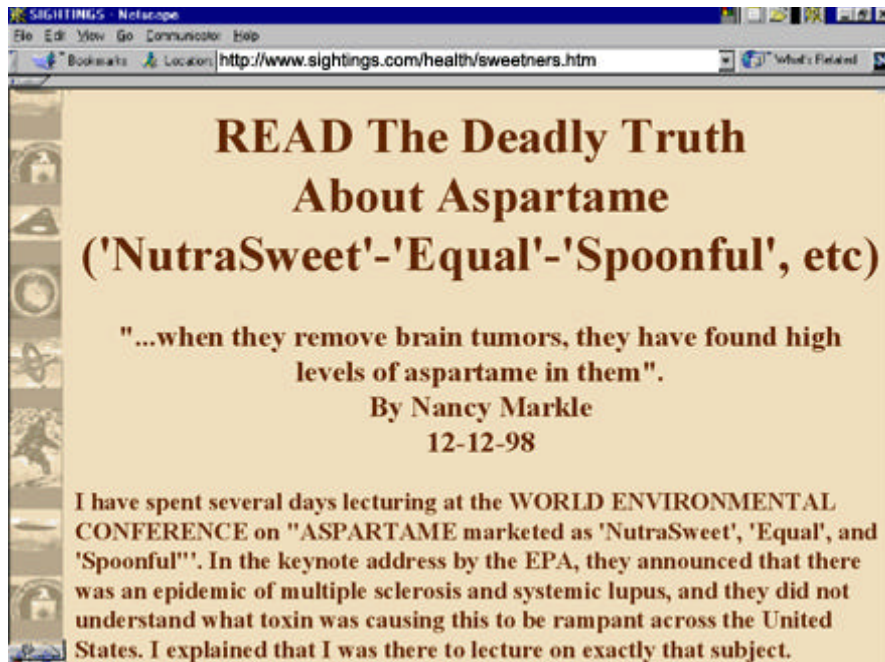 SIGHTINGS - Netscape
File Edit View Go Communicator Help
Bookmarks Location: http://www.sightings.com/health/sweetners.htm What's Related
READ The Deadly Truth
About Aspartame
('NutraSweet'-'Equal'-'Spoonful', etc)
"...when they remove brain tumors, they have found high
levels of aspartame in them".
By Nancy Markle
12-12-98
I have spent several days lecturing at the WORLD ENVIRONMENTAL
CONFERENCE on "ASPARTAME marketed as 'NutraSweet', 'Equal', and
'Spoonful"'. In the keynote address by the EPA, they announced that there
was an epidemic of multiple sclerosis and systemic lupus, and they did not
understand what toxin was causing this to be rampant across the United
States. I explained that I was there to lecture on exactly that subject.